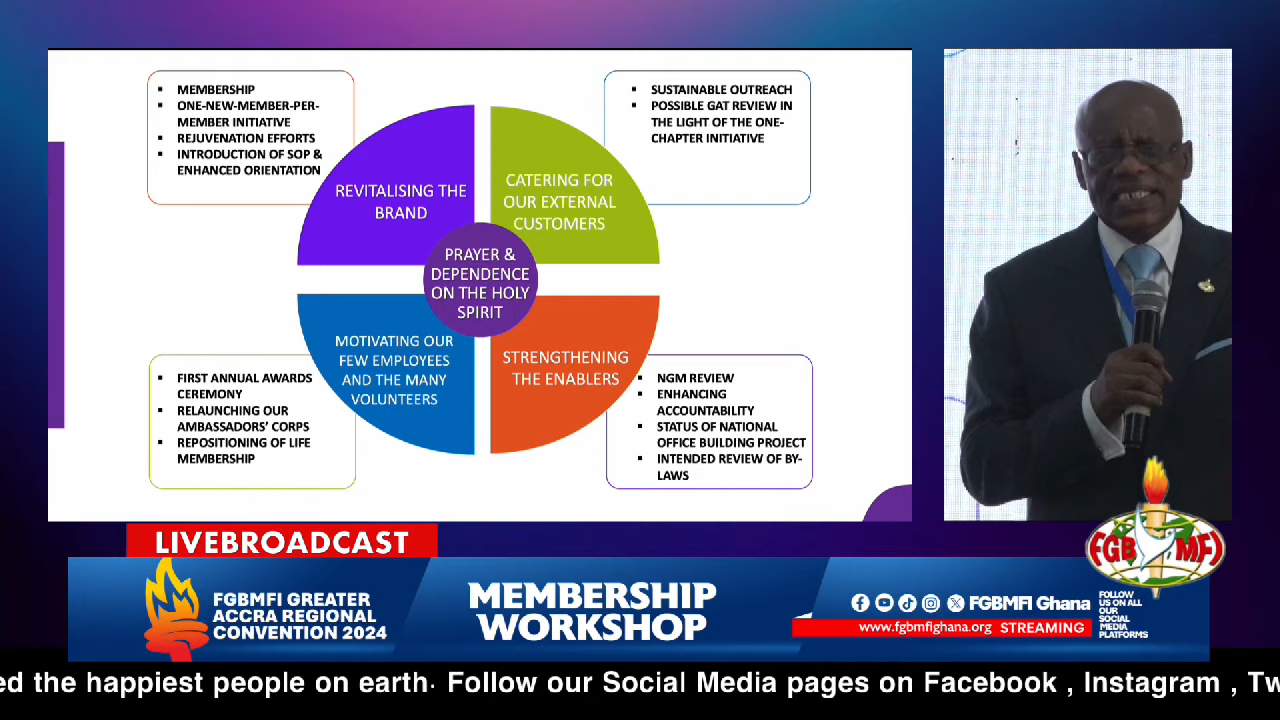 MEMBERSHIP
ONE-NEW-MEMBER-PER-
MEMBER INITIATIVE
REJUVENATION EFFORTS
INTRODUCTION OF SOP &
ENHANCED ORIENTATION
SUSTAINABLE OUTREACH
POSSIBLE GAT REVIEW IN
THE LIGHT OF THE ONE-
CHAPTER INITIATIVE
REVITALISING THE
BRAND
CATERING FOR
OUR EXTERNAL
CUSTOMERS
PRAYER &
DEPENDENCE
ON THE HOLY
SPIRIT
MOTIVATING OUR
FEW EMPLOYEES
AND THE MANY
VOLUNTEERS
STRENGTHENING
THE ENABLERS
FIRST ANNUAL AWARDS
CEREMONY
RELAUNCHING OUR
AMBASSADORS' CORPS
REPOSITIONING OF LIFE
MEMBERSHIP
NGM REVIEW
ENHANCING
ACCOUNTABILITY
STATUS OF NATIONAL
OFFICE BUILDING PROJECT
INTENDED REVIEW OF BY-
LAWS
LIVEBROADCAST
FGBMFI GREATER
ACCRA REGIONAL
CONVENTION 2024
MEMBERSHIP
WORKSHOP
FGBMFI Ghana
www.fgbmfighana.org STREAMING
FGB MFI
FOLLOW
US ON ALL
OUR
SOCIAL
MEDIA
PLATFORMS
ed the happiest people on earth. Follow our Social Media pages on Facebook , Instagram , Tw